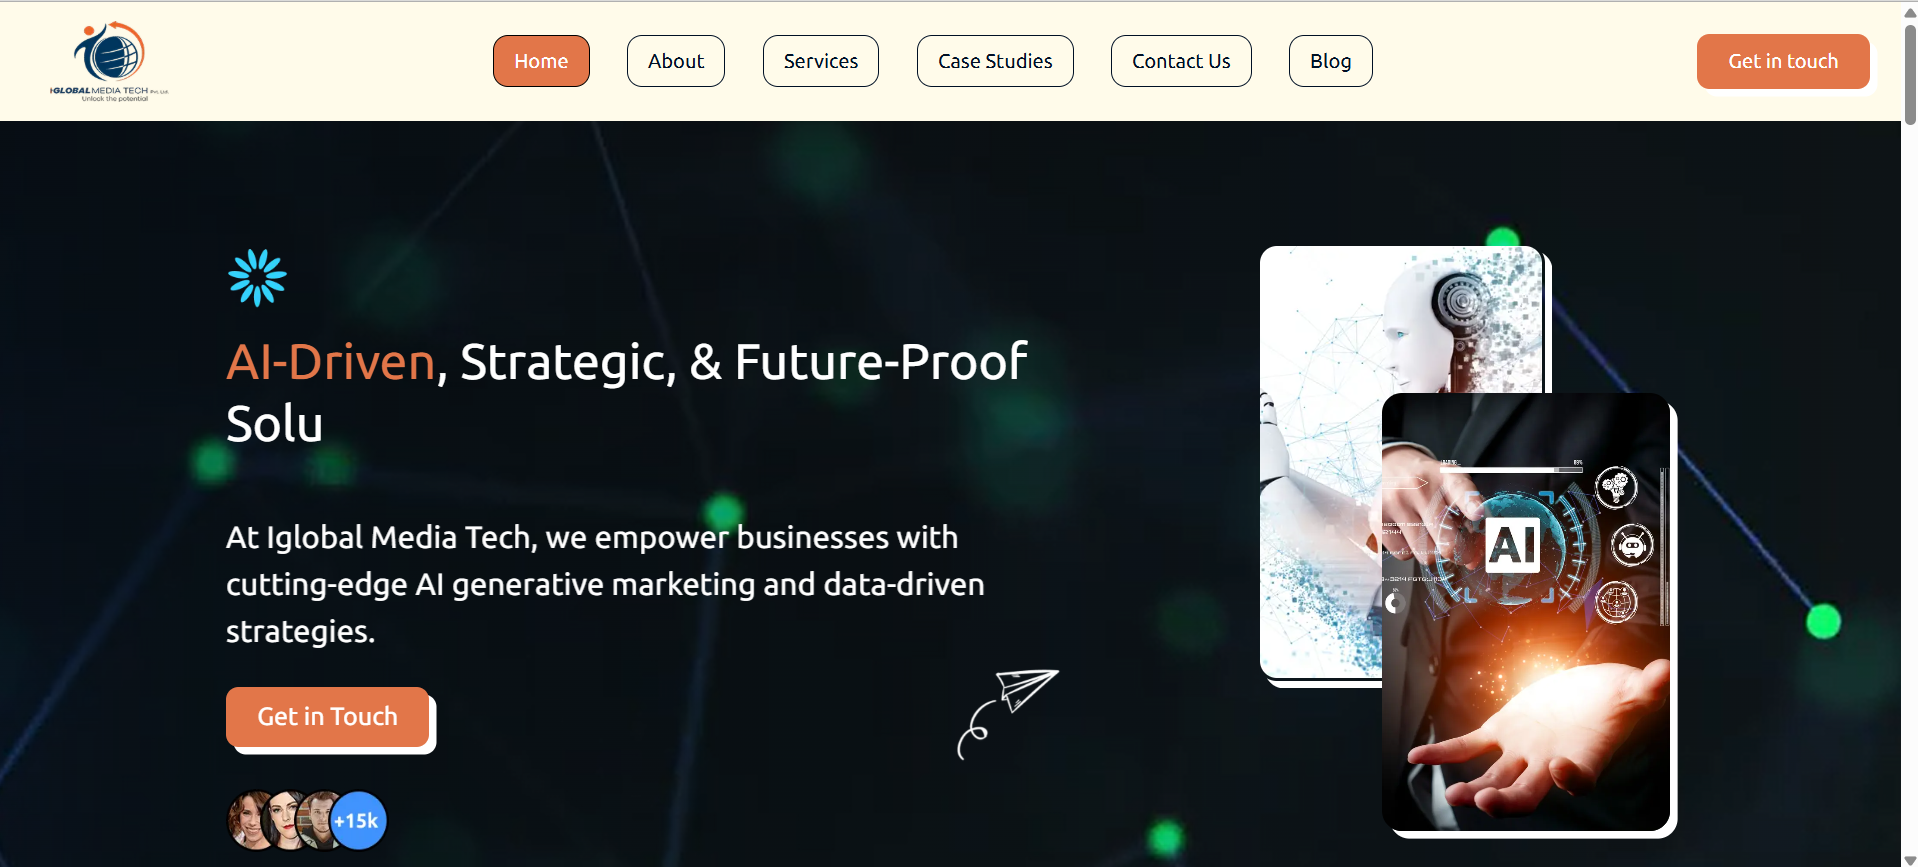 IGLOBAL MEDIA TECH Pvt. Ltd.
Unlock the potential
Home
About
Services
Case Studies
Contact Us
Blog
Get in touch
AI-Driven, Strategic, & Future-Proof
Solu
At Iglobal Media Tech, we empower businesses with
cutting-edge AI generative marketing and data-driven
strategies.
Get in Touch
+15k
AI